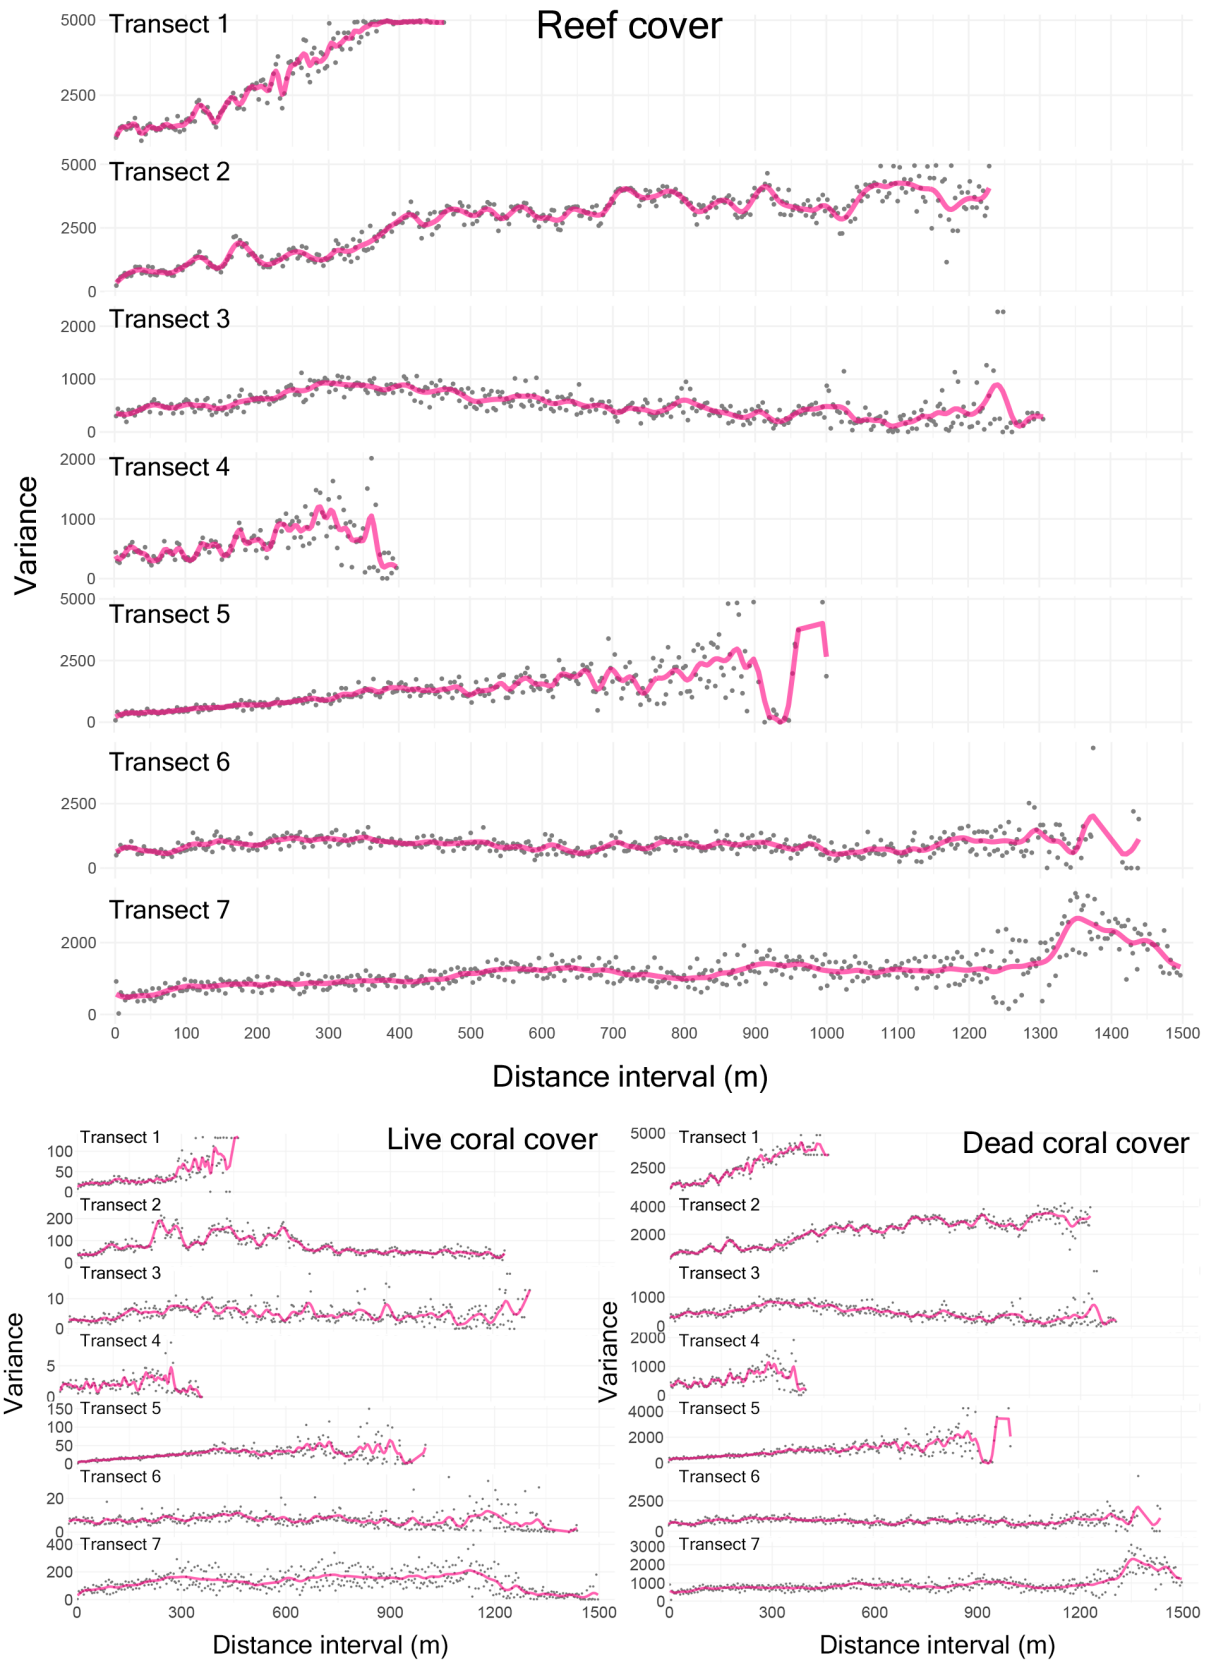 Reef cover
Transect 1
5000
2500
Transect 2
5000
2500
0
Transect 3
2000
1000
0
Transect 4
2000
1000
0
Transect 5
5000
2500
0
Transect 6
2500
0
Transect 7
2000
0
Variance
0 100 200 300 400 500 600 700 800 900 1000 1100 1200 1300 1400 1500
Distance interval (m)
Live coral cover
Transect 1
100
50
0
Transect 2
200
100
0
Transect 3
10
0
Transect 4
5
0
Transect 5
150
100
50
0
Transect 6
20
0
Transect 7
400
200
0
Variance
0 300 600 900 1200 1500
Distance interval (m)
Dead coral cover
Transect 1
5000
2500
Transect 2
4000
2000
Transect 3
1000
0
Transect 4
2000
1000
0
Transect 5
4000
2000
0
Transect 6
2500
0
Transect 7
3000
2000
1000
0
Variance
0 300 600 900 1200 1500
Distance interval (m)